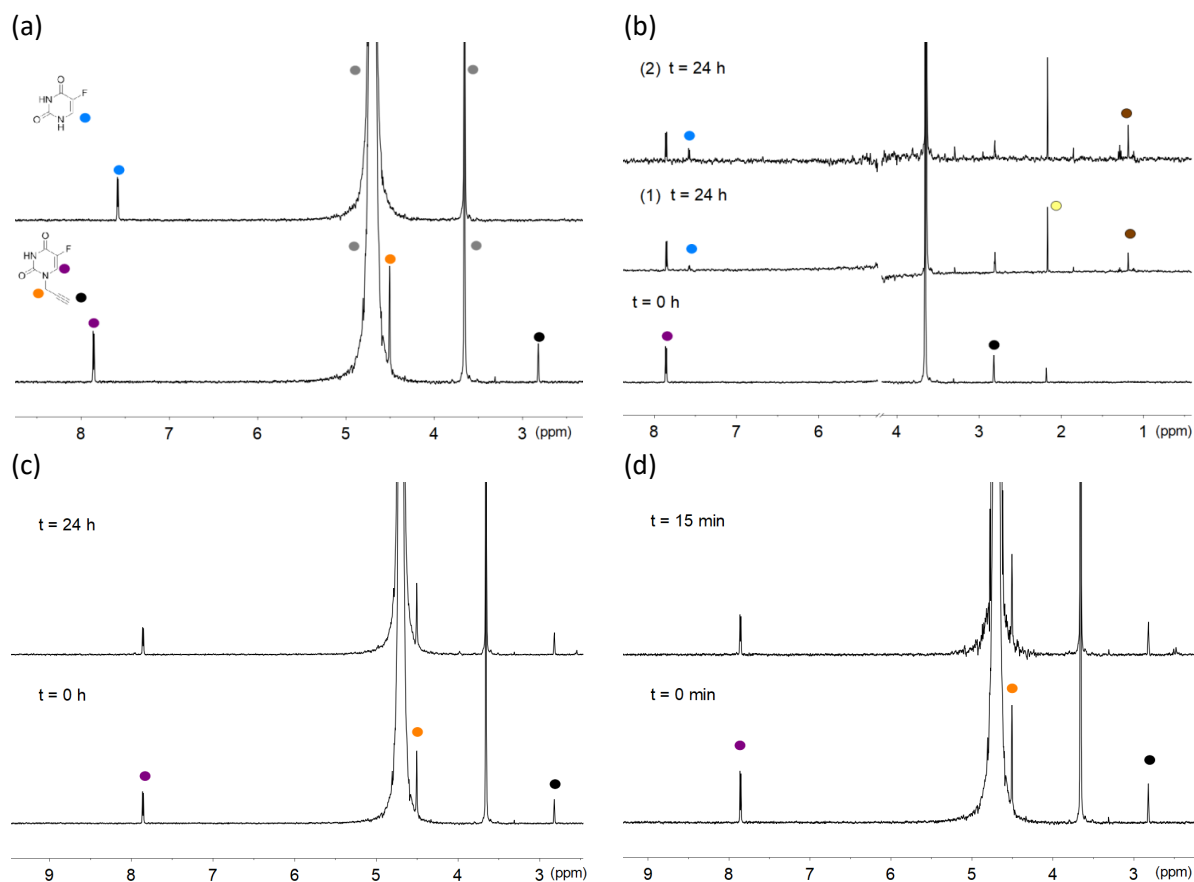 (a)
O
F
HN
O
N
H
O
F
HN
O
N
8 7 6 5 4 3 (ppm)
(b)
(2) t = 24 h
(1) t = 24 h
t = 0 h
8 7 6 4 3 2 1 (ppm)
(c)
t = 24 h
t = 0 h
9 8 7 6 5 4 3 (ppm)
(d)
t = 15 min
t = 0 min
9 8 7 6 5 4 3 (ppm)